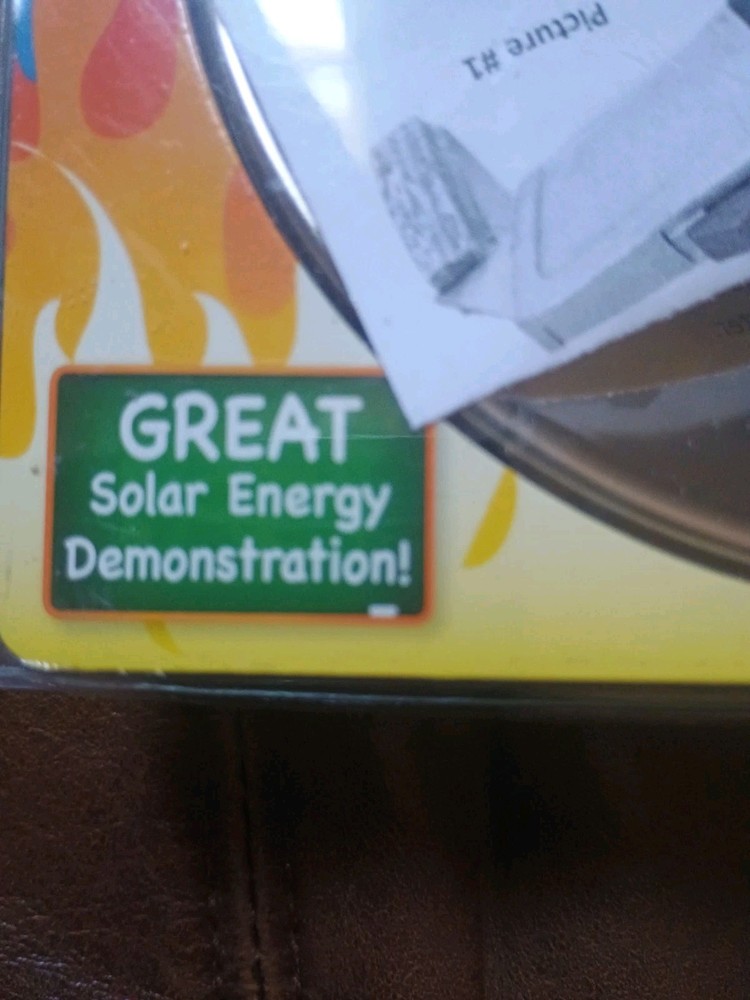 Picture #1
GREAT
Solar Energy
Demonstration!